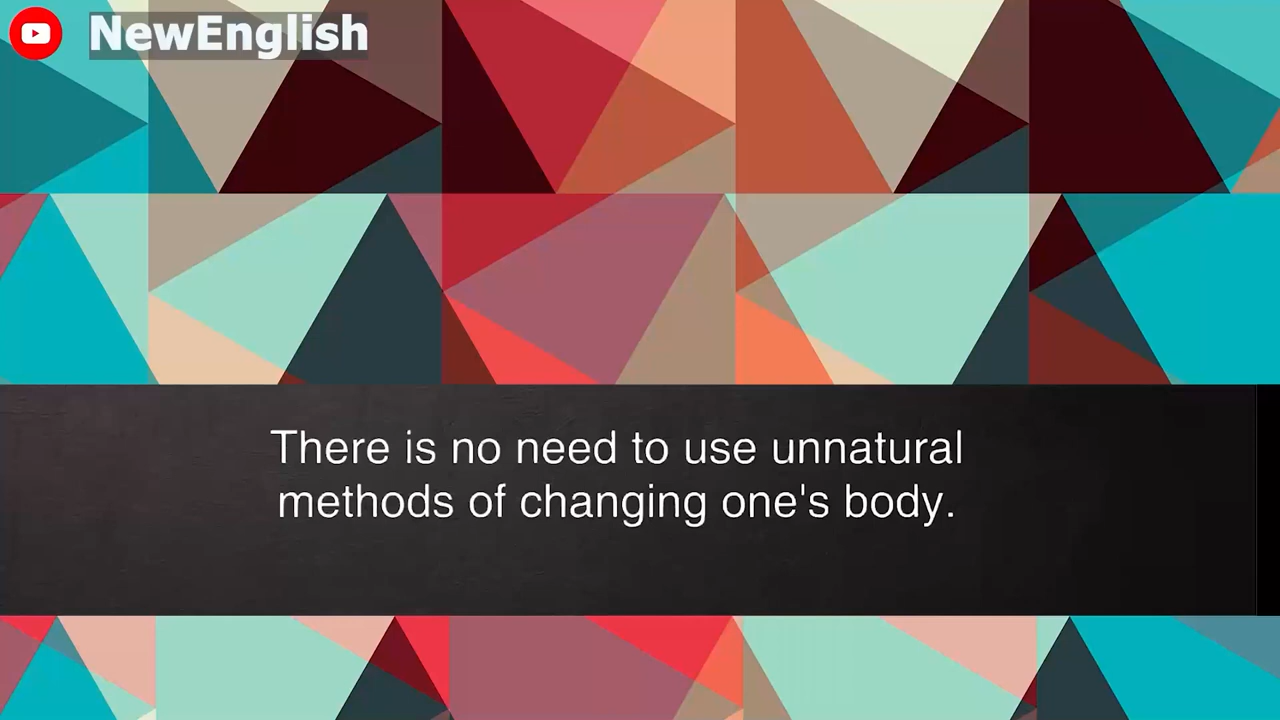 NewEnglish
There is no need to use unnatural
methods of changing one's body.